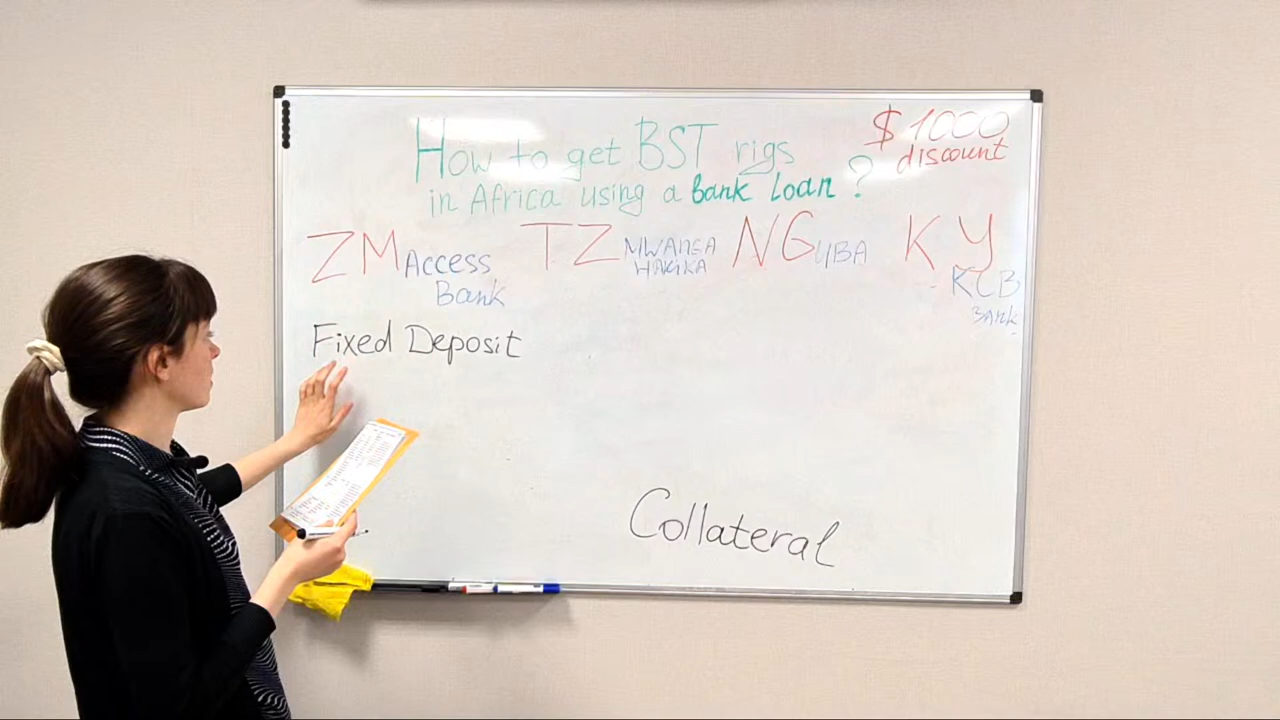 How to get BST rigs
in Africa using a bank loan?
$1000
discount
ZM Access
Bank
TZ MWANGA
HAKIKA
NG UBA
KY
KCB
BANK
Fixed Deposit
Collateral